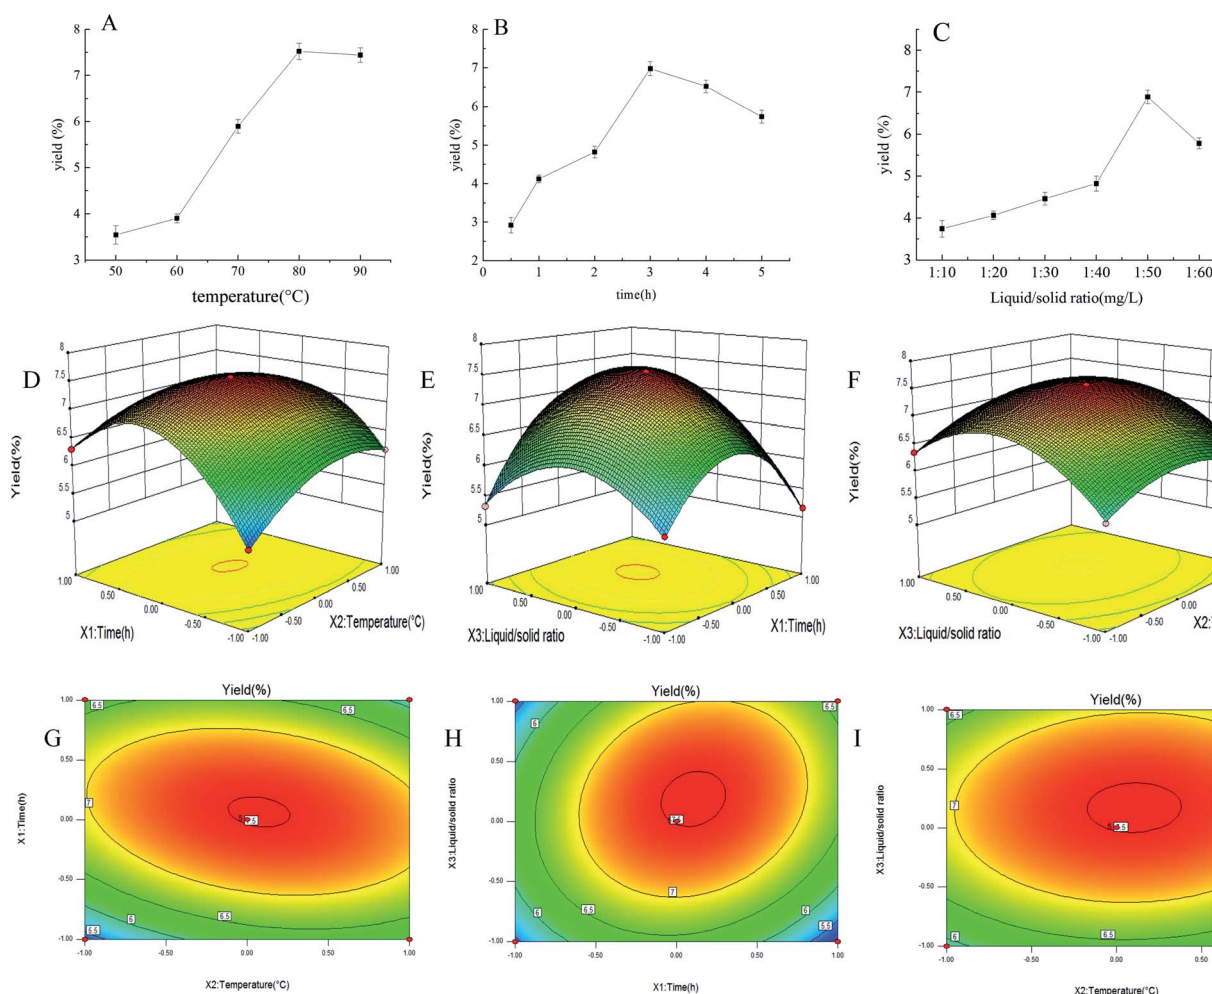 A
8
7
6
5
4
3
yield (%)
50 60 70 80 90
temperature(°C)
B
8
7
6
5
4
3
2
yield (%)
0 1 2 3 4 5
time(h)
C
8
7
6
5
4
3
yield (%)
1:10 1:20 1:30 1:40 1:50 1:60
Liquid/solid ratio(mg/L)
D
8
7.5
7
6.5
6
5.5
5
Yield(%)
1.00 0.50 0.00 -0.50 -1.00
-1.00 -0.50 0.00 0.50 1.00
X1:Time(h)
X2:Temperature(°C)
E
8
7.5
7
6.5
6
5.5
5
Yield(%)
1.00 0.50 0.00 -0.50 -1.00
-1.00 -0.50 0.00 0.50 1.00
X3:Liquid/solid ratio
X1:Time(h)
F
8
7.5
7
6.5
6
5.5
5
Yield(%)
1.00 0.50 0.00 -0.50 -1.00
-1.00 -0.50 0.00
X3:Liquid/solid ratio
X2:
G
Yield(%)
1.00
0.50
0.00
-0.50
-1.00
X1:Time(h)
6.5
6.5
7
6.5
6
5.5
-1.00 -0.50 0.00 0.50 1.00
X2:Temperature(°C)
H
Yield(%)
1.00
0.50
0.00
-0.50
-1.00
X3:Liquid/solid ratio
6
6.5
7
6.5
6
6
5.5
-1.00 -0.50 0.00 0.50 1.00
X1:Time(h)
I
Yield(%)
1.00
0.50
0.00
-0.50
-1.00
X3:Liquid/solid ratio
6.5
7
6.5
6
-1.00 -0.50 0.00 0.50
X2:Temperature(°C)